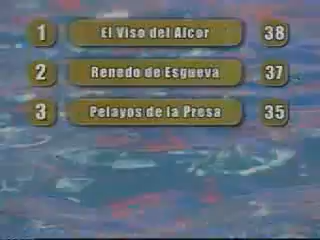 1 El Viso del Alcor 38
2 Renedo de Esgueva 37
3 Pelayos de la Presa 35